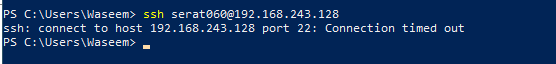 PS C:\Users\Waseem> ssh serat060@192.168.243.128
ssh: connect to host 192.168.243.128 port 22: Connection timed out
PS C:\Users\Waseem>